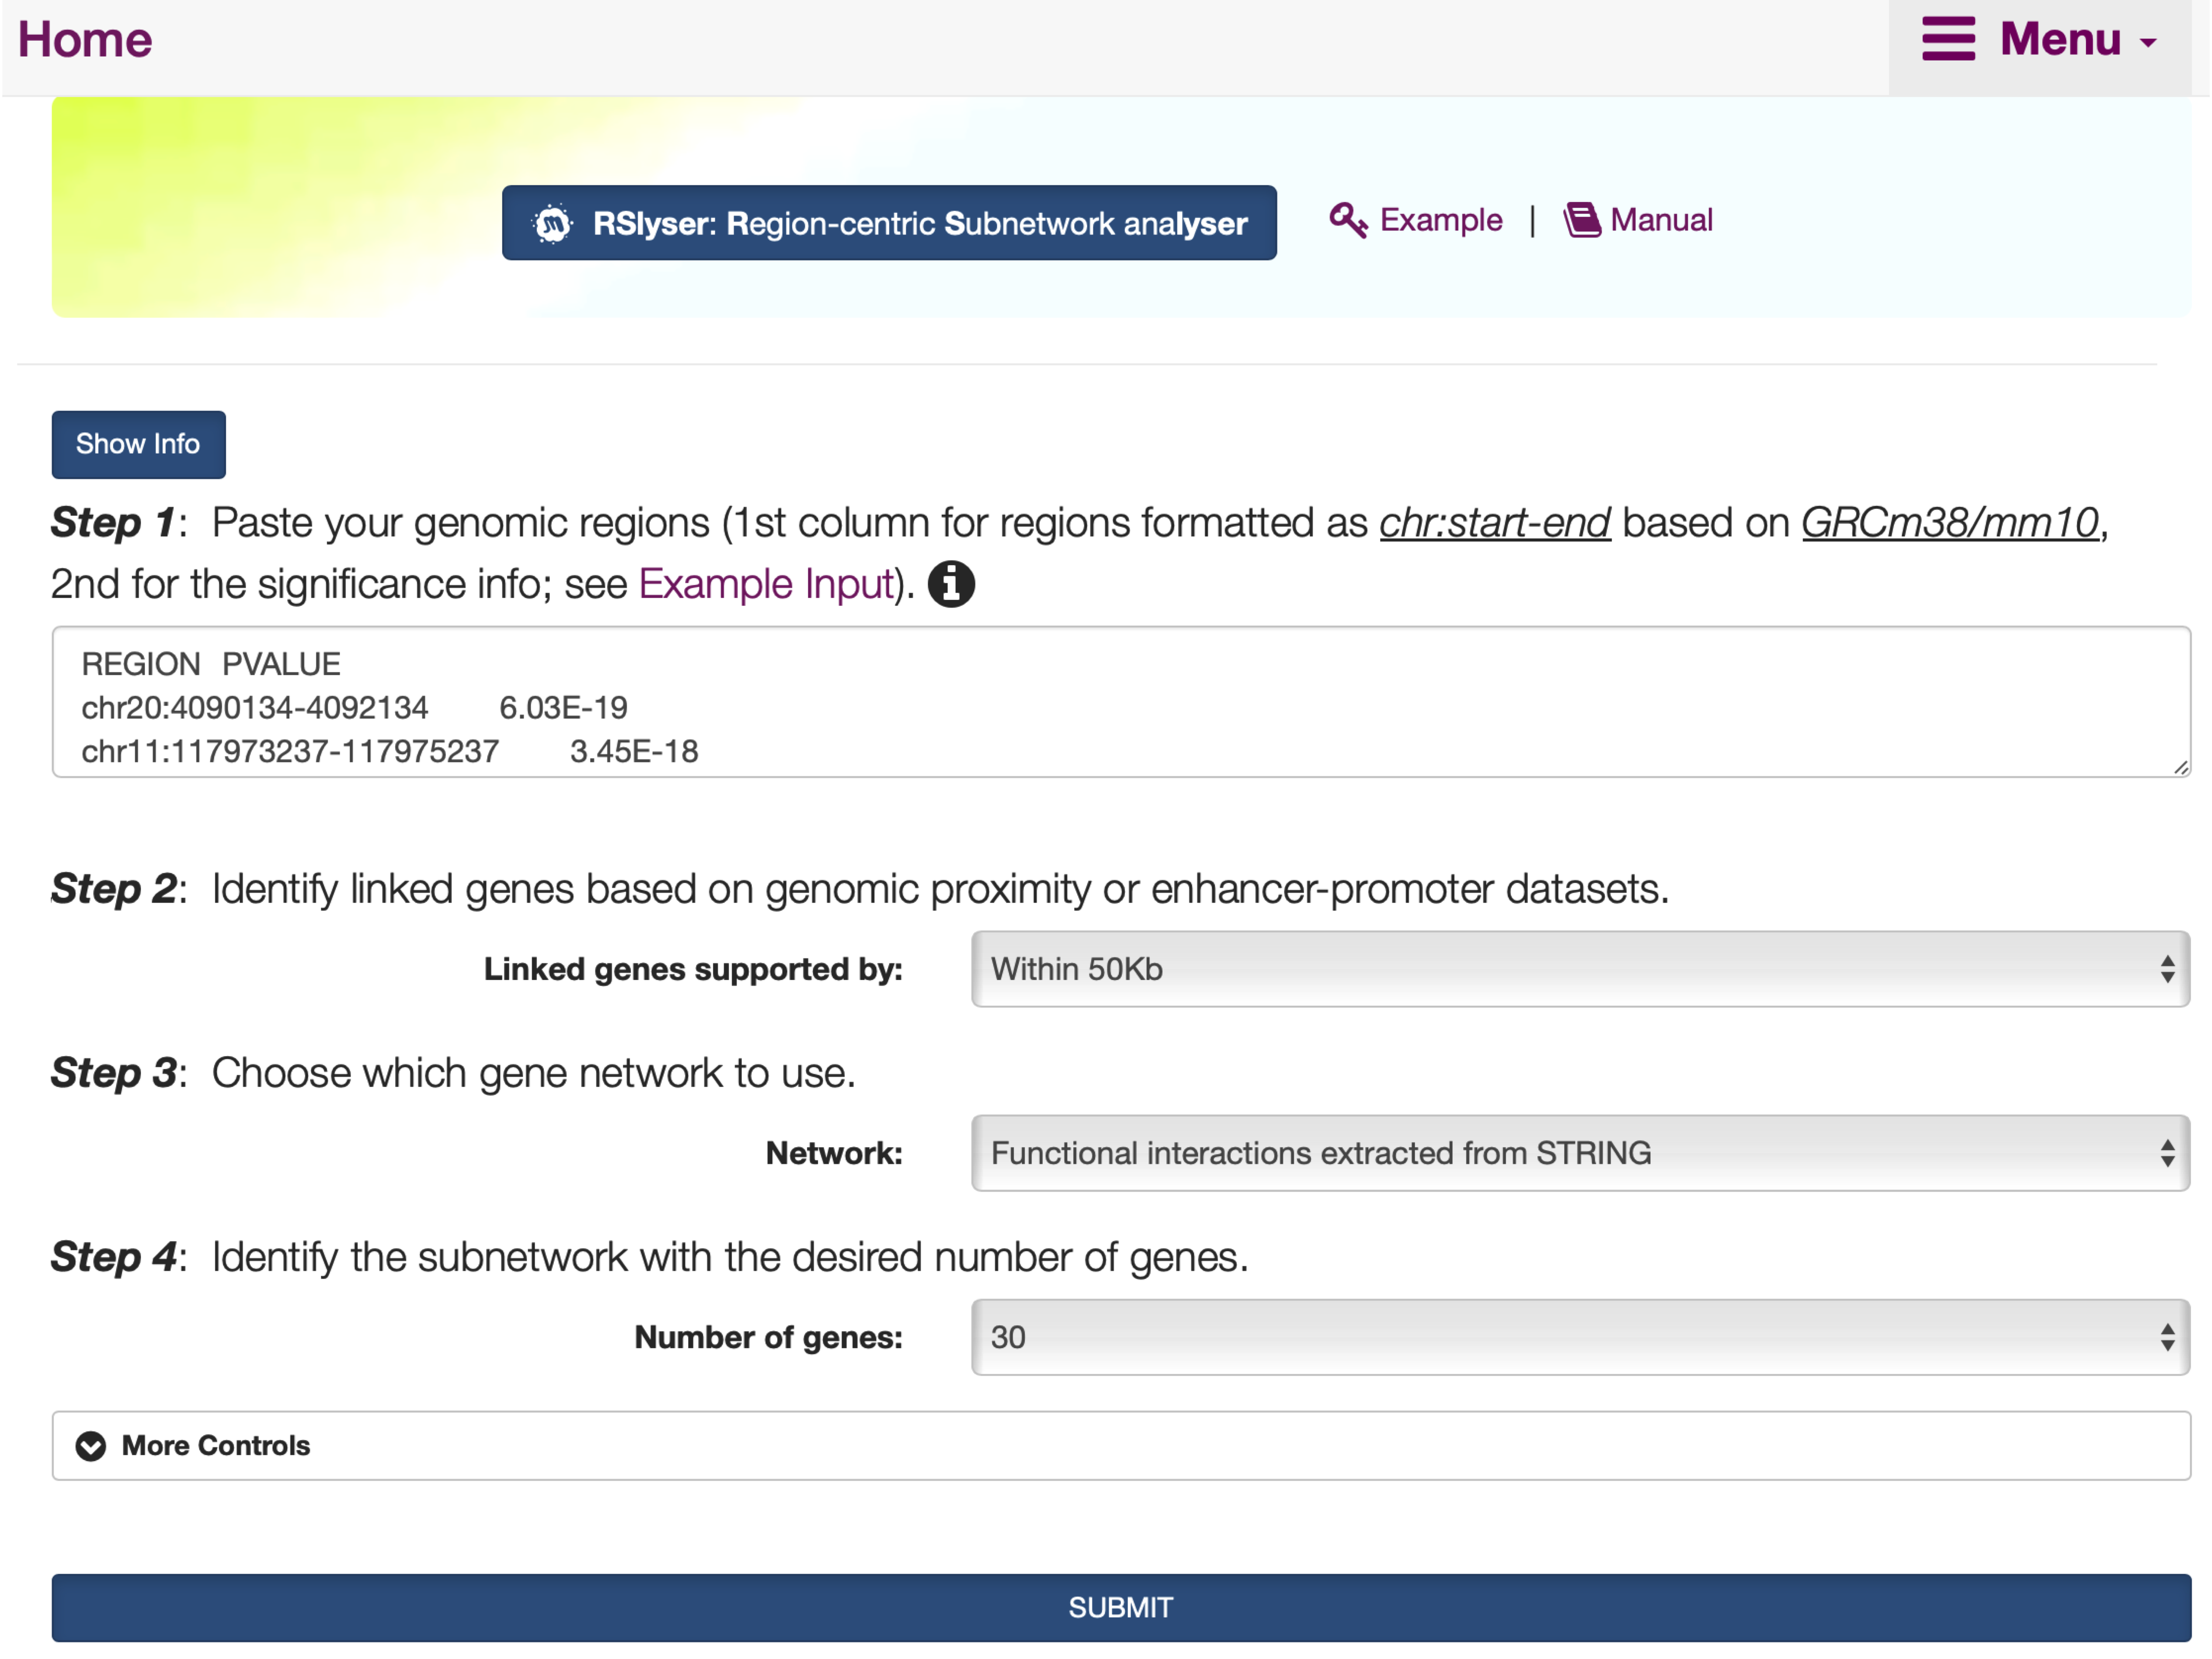 Home
Menu
RSlyser: Region-centric Subnetwork analyser
Example | Manual
Show Info
Step 1: Paste your genomic regions (1st column for regions formatted as chr:start-end based on GRCm38/mm10,
2nd for the significance info; see Example Input).
REGION PVALUE
chr20:4090134-4092134 6.03E-19
chr11:117973237-117975237 3.45E-18
Step 2: Identify linked genes based on genomic proximity or enhancer-promoter datasets.
Linked genes supported by: Within 50Kb
Step 3: Choose which gene network to use.
Network: Functional interactions extracted from STRING
Step 4: Identify the subnetwork with the desired number of genes.
Number of genes: 30
More Controls
SUBMIT